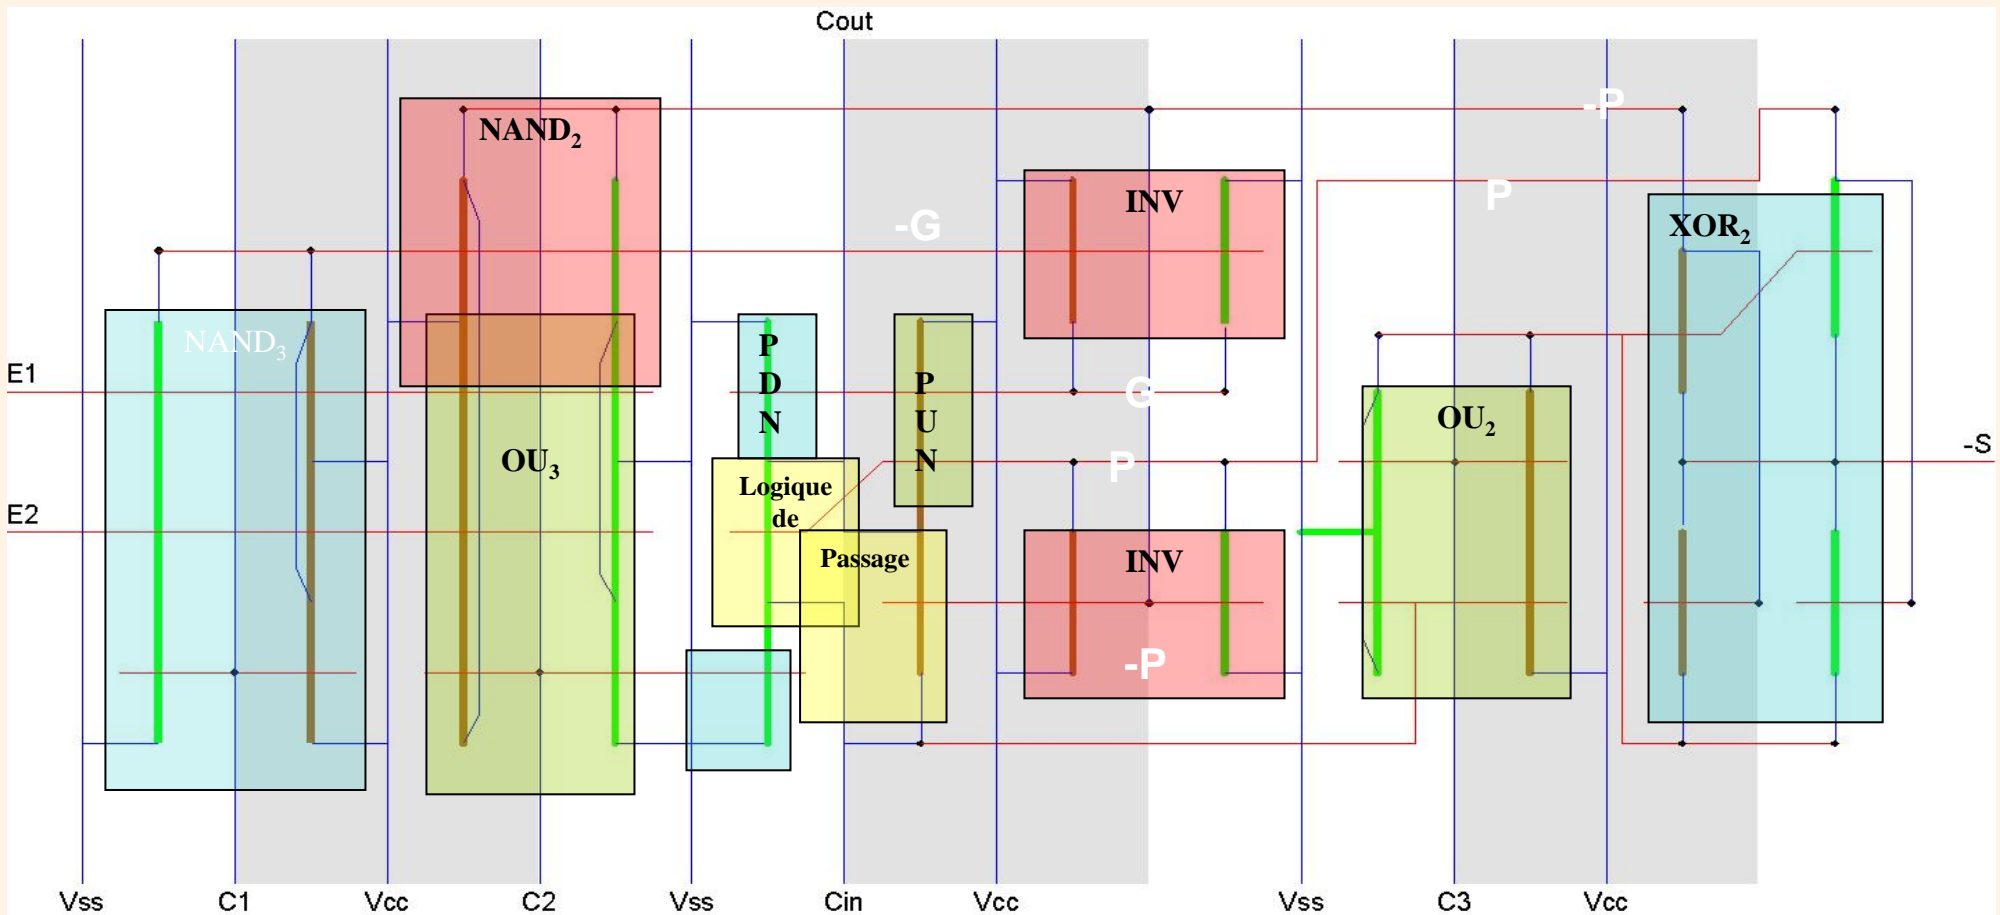 Cout
-P
NAND2
P
INV
-G
XOR2
NAND3
P
D
N
E1
P
U
N
G
OU2
-S
OU3
P
Logique
de
E2
Passage
INV
-P
Vss
C1
Vcc
C2
Vss
Cin
Vcc
Vss
C3
Vcc